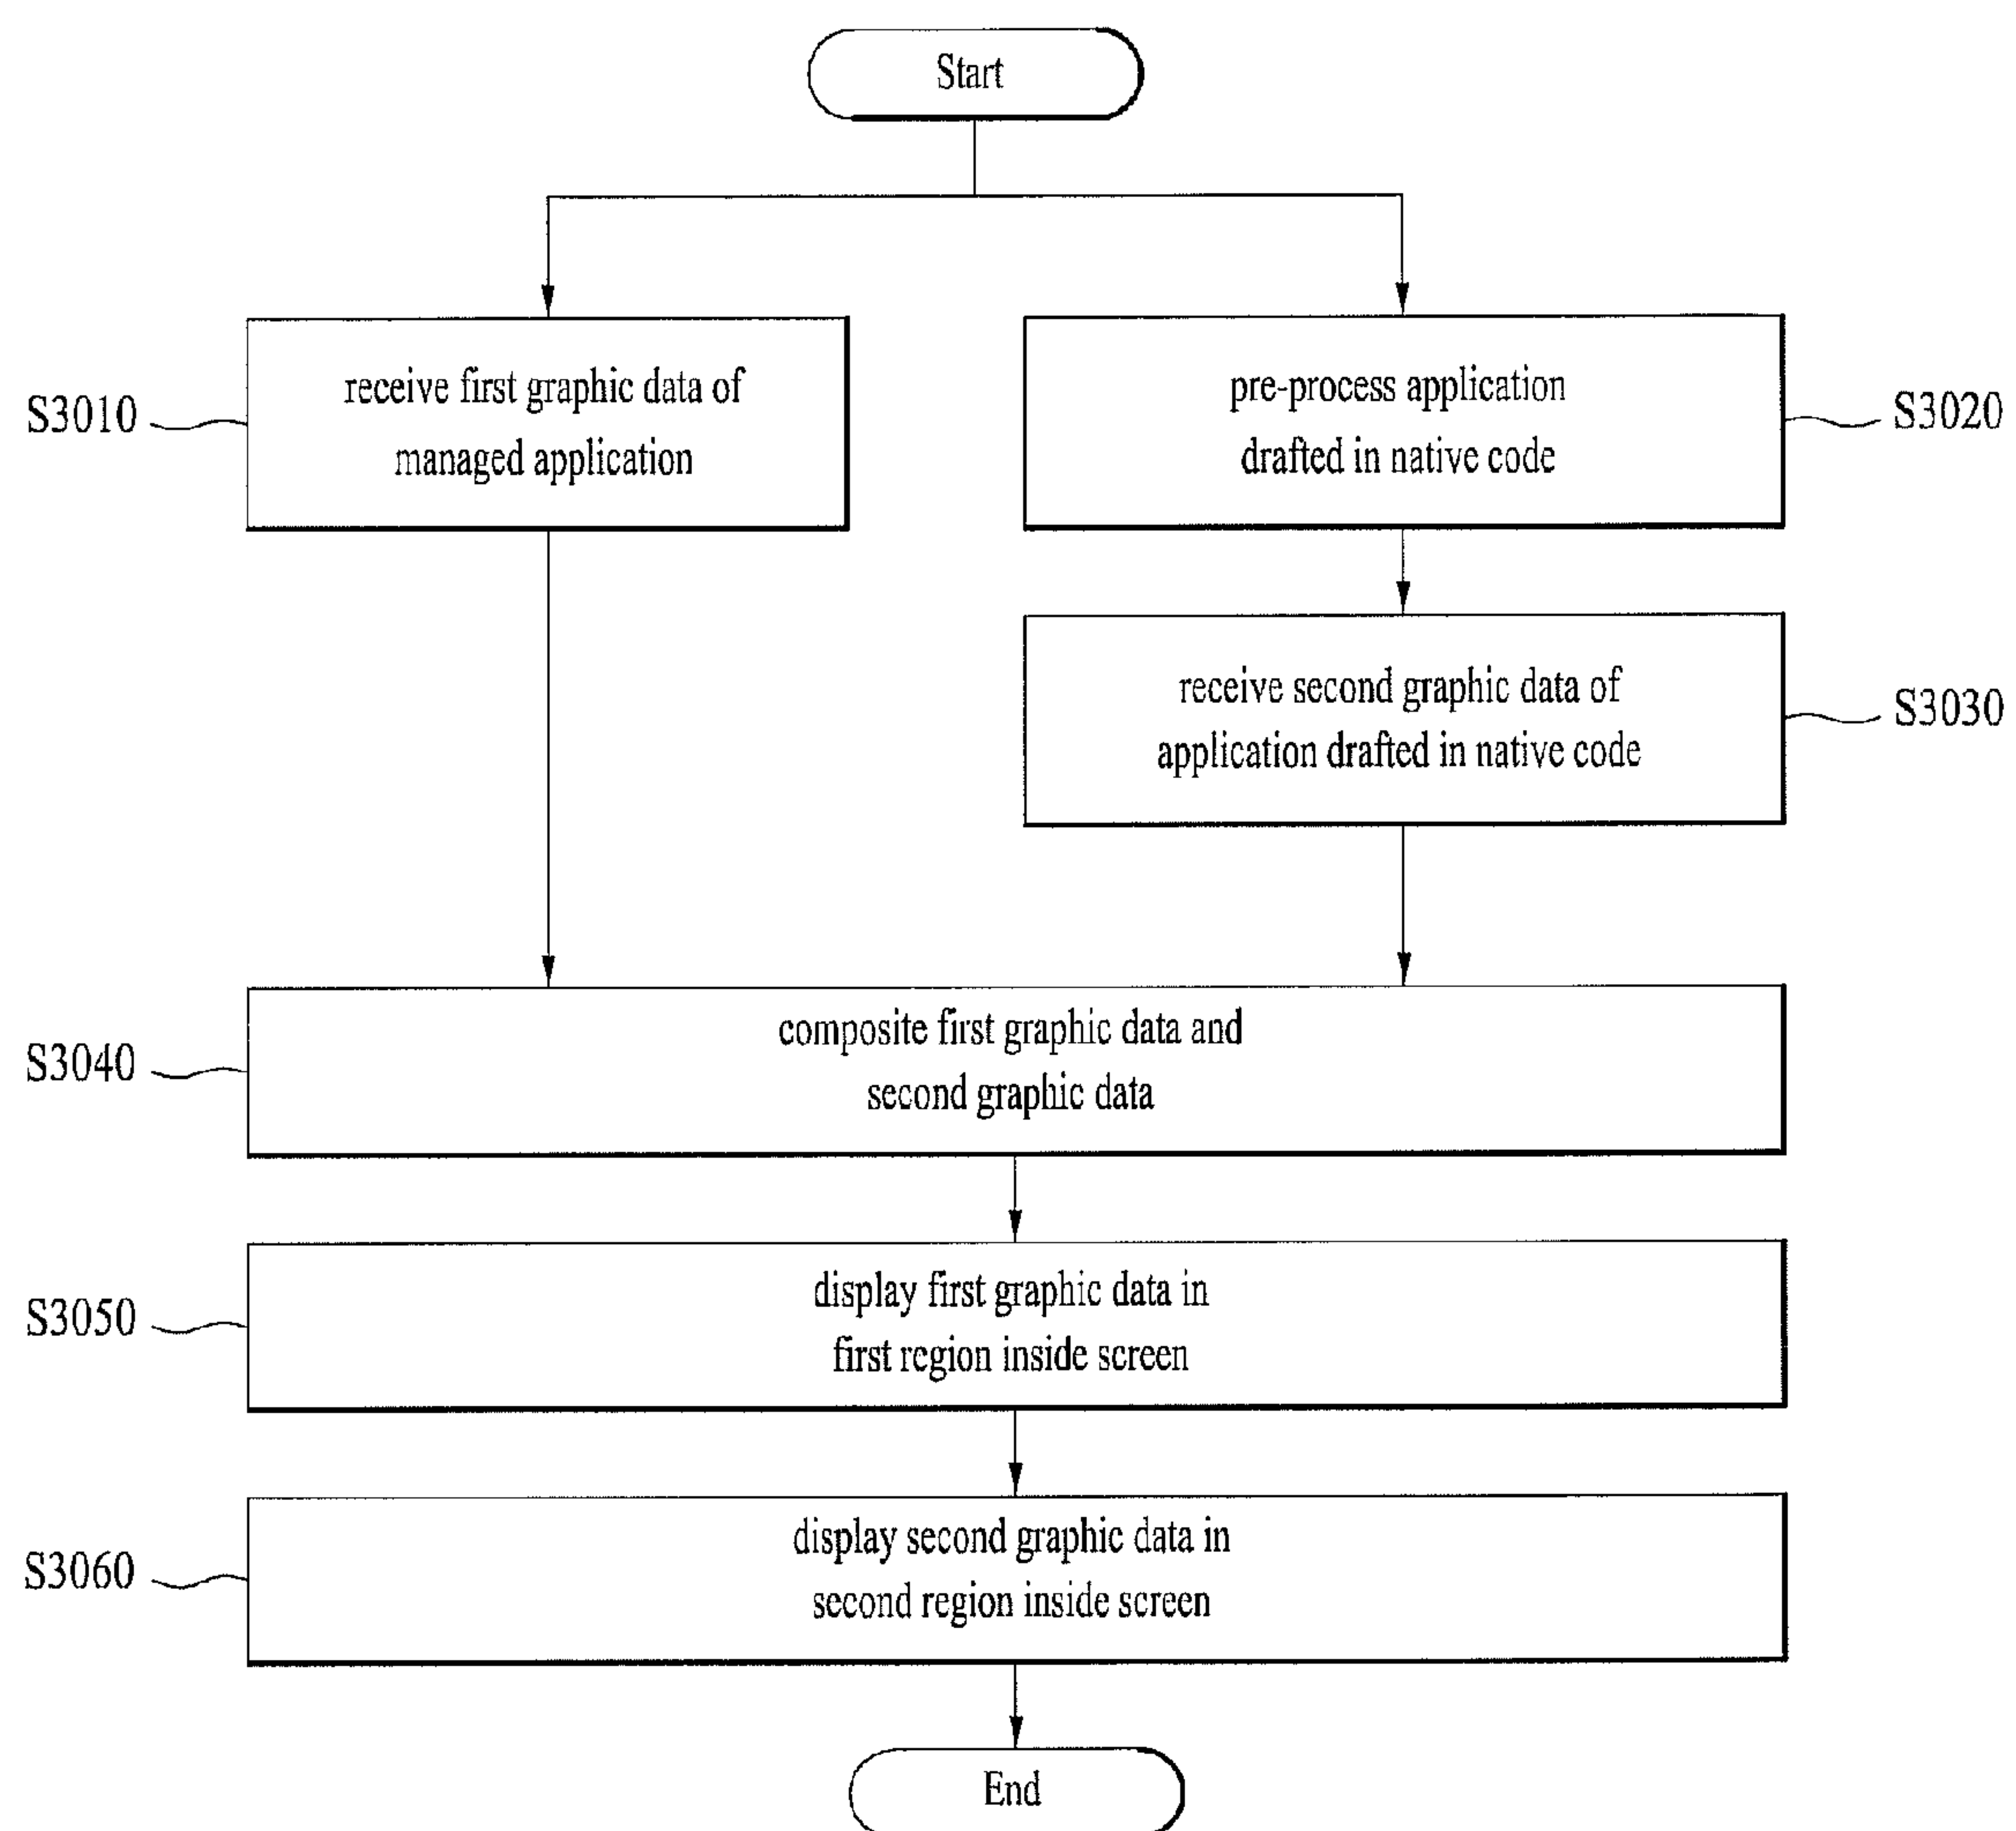 Start
receive first graphic data of
managed application
S3010
pre-process application
drafted in native code
S3020
receive second graphic data of
application drafted in native code
S3030
composite first graphic data and
second graphic data
S3040
display first graphic data in
first region inside screen
S3050
display second graphic data in
second region inside screen
S3060
End